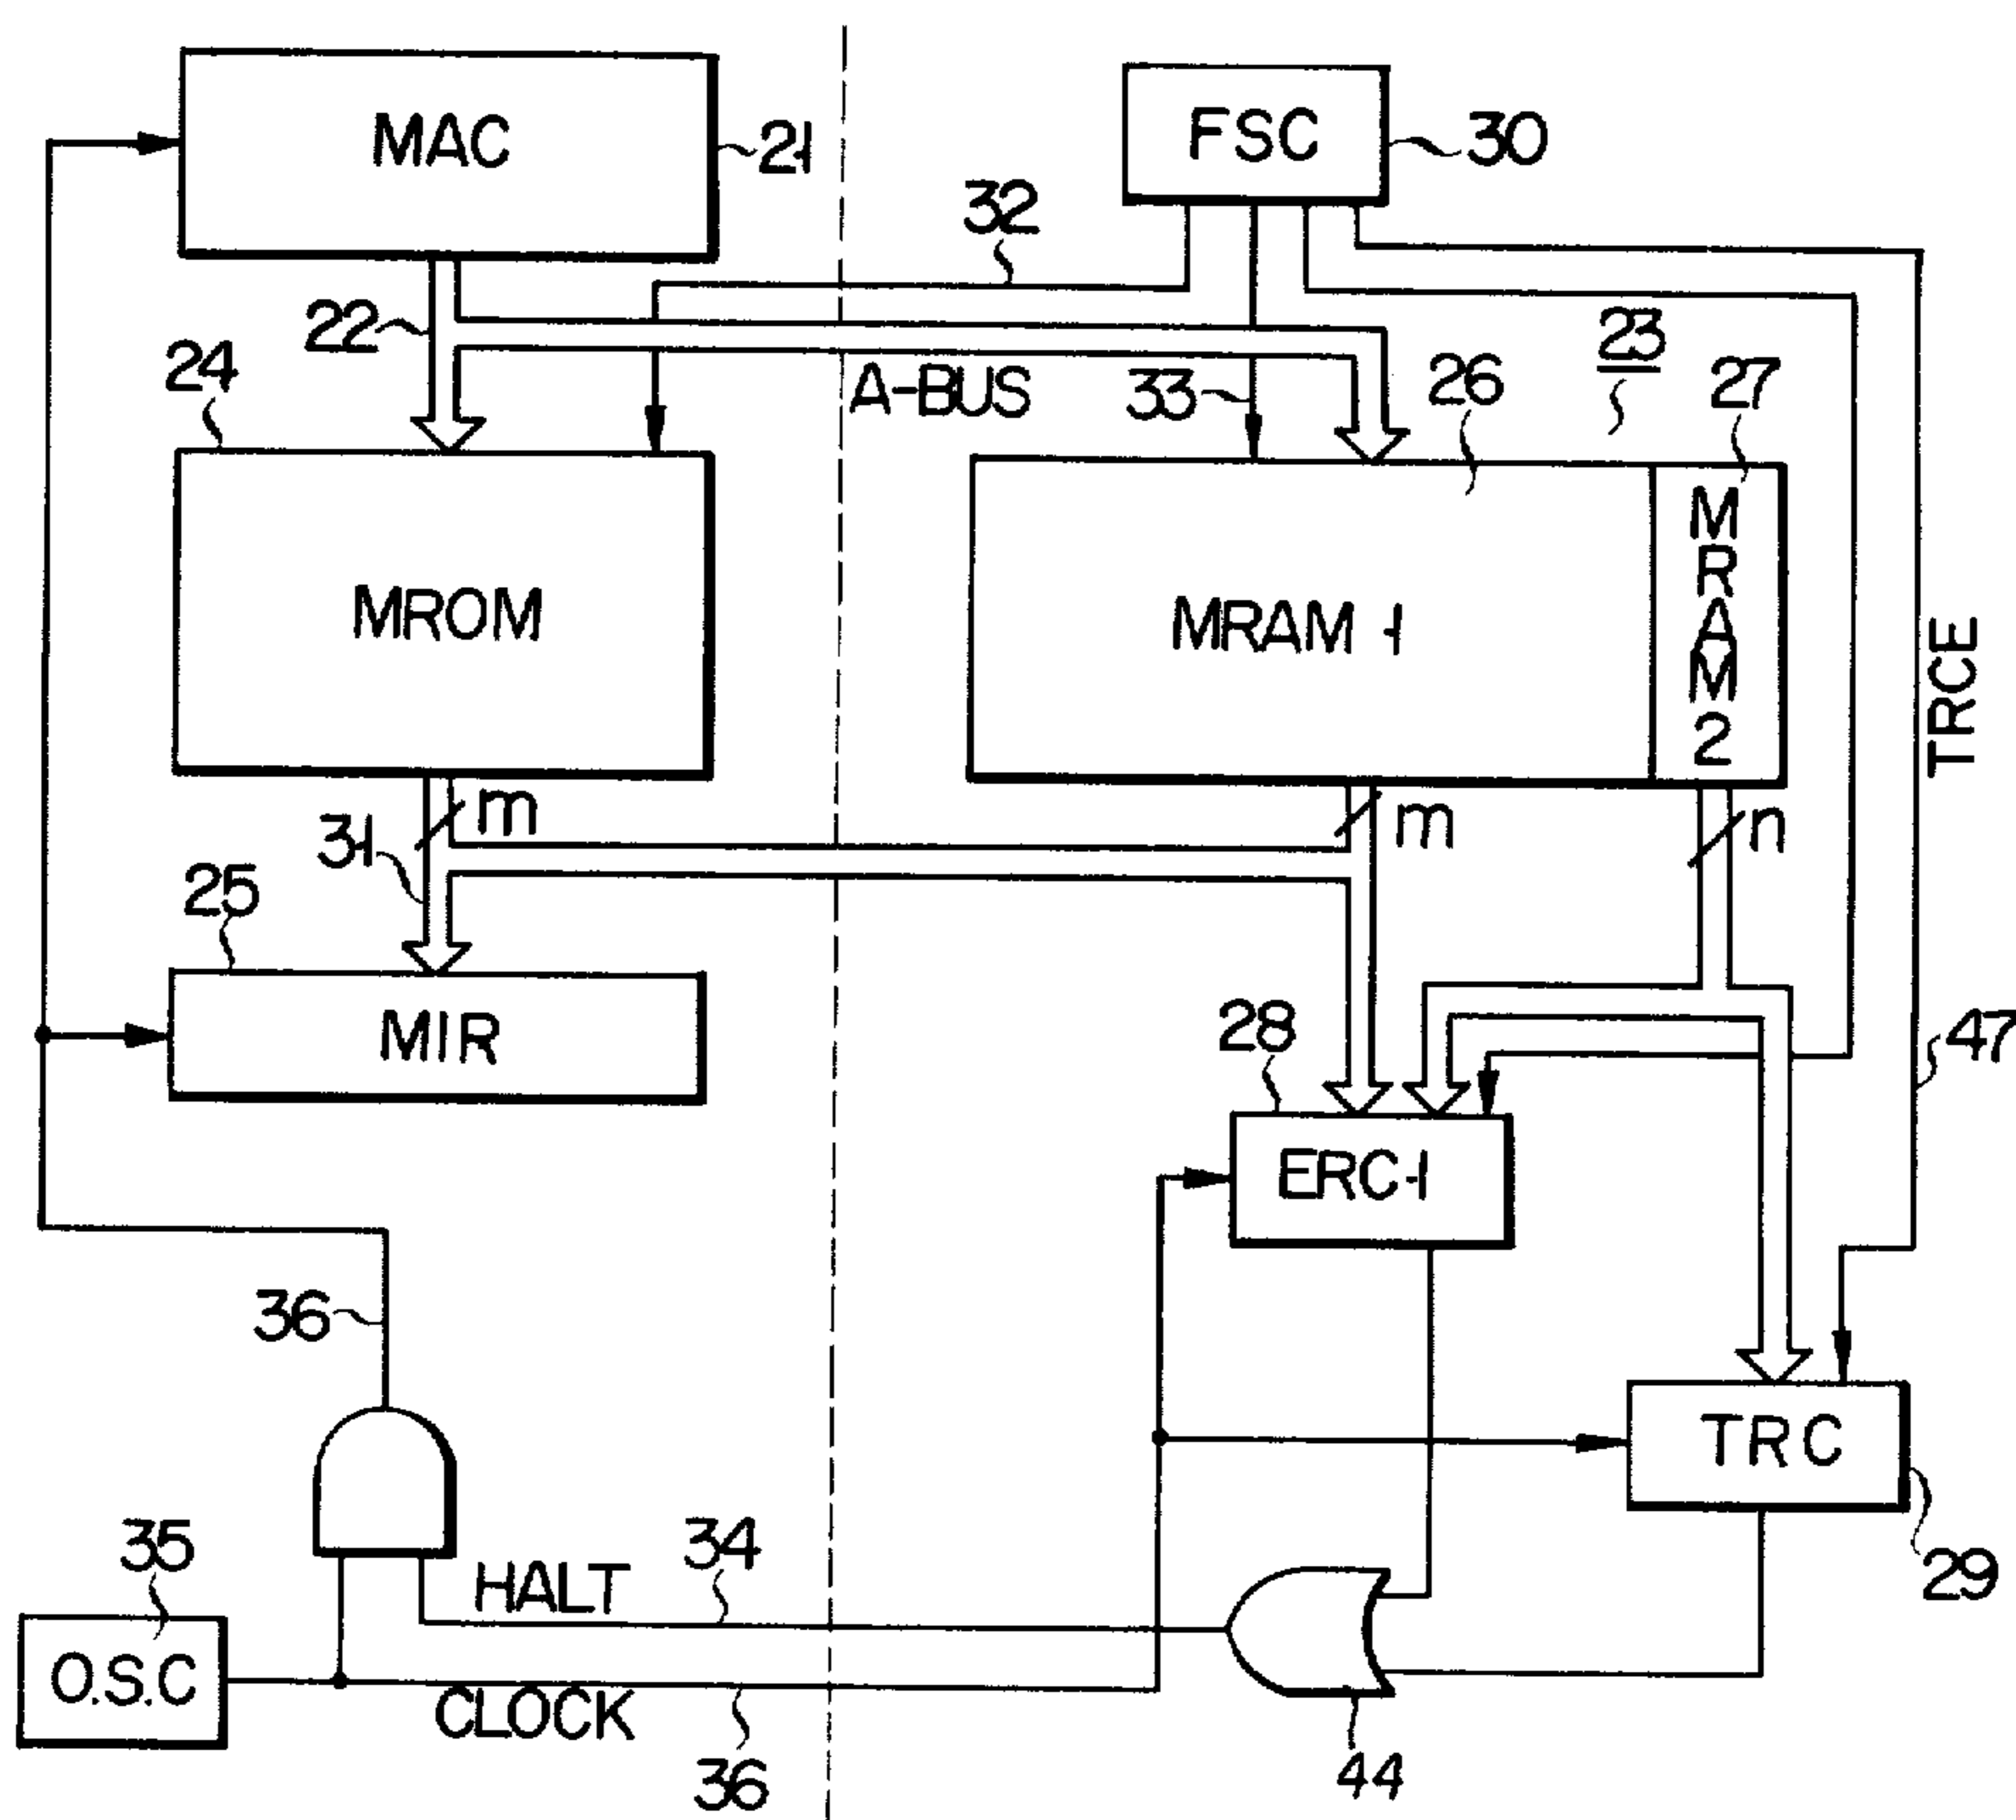 MAC
21
FSC
30
32
22
24
A-BUS
33
26
23
27
MROM
MRAM-1
MRAM2
TRCE
m
m
n
31
25
MIR
28
47
ERC-1
36
TRC
29
35
HALT
34
O.S.C
CLOCK
36
44